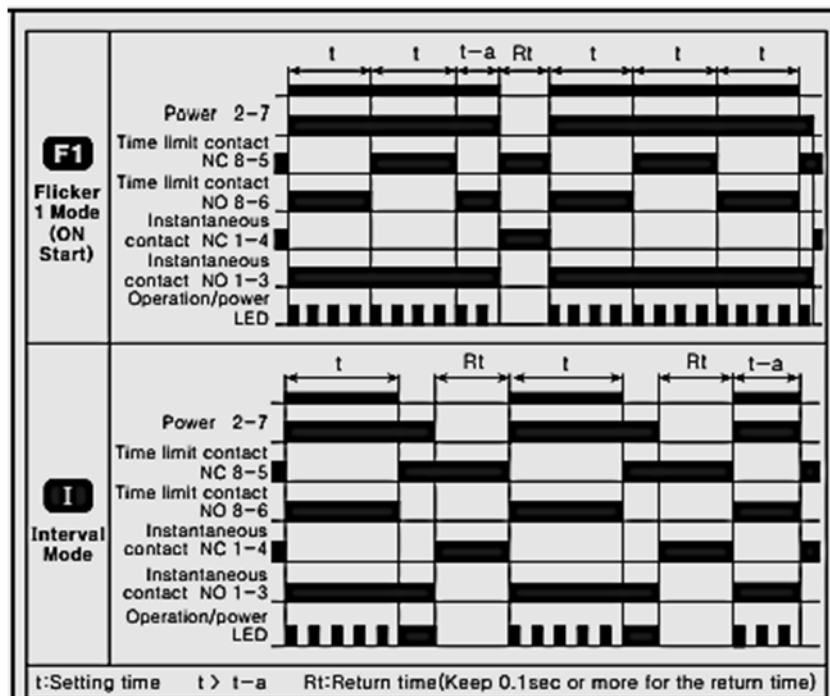 t t t-a Rt t t t
Power 2-7
Time limit contact
NC 8-5
F1
Time limit contact
NO 8-6
Flicker
1 Mode
(ON
Start)
Instantaneous
contact NC 1-4
Instantaneous
contact NO 1-3
Operation/power
LED
t Rt t Rt t-a
Power 2-7
Time limit contact
NC 8-5
I
Time limit contact
NO 8-6
Interval
Mode
Instantaneous
contact NC 1-4
Instantaneous
contact NO 1-3
Operation/power
LED
t:Setting time t > t-a Rt:Return time(Keep 0.1sec or more for the return time)